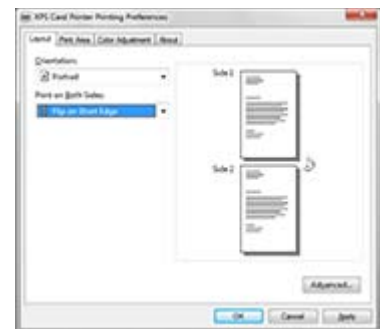 XPS Card Printer Printing Preferences
Layout Print Area Color Adjustment About
Orientation:
Portrait
Print on Both Sides:
Flip on Short Edge
Side 1
Side 2
Advanced...
OK Cancel Apply